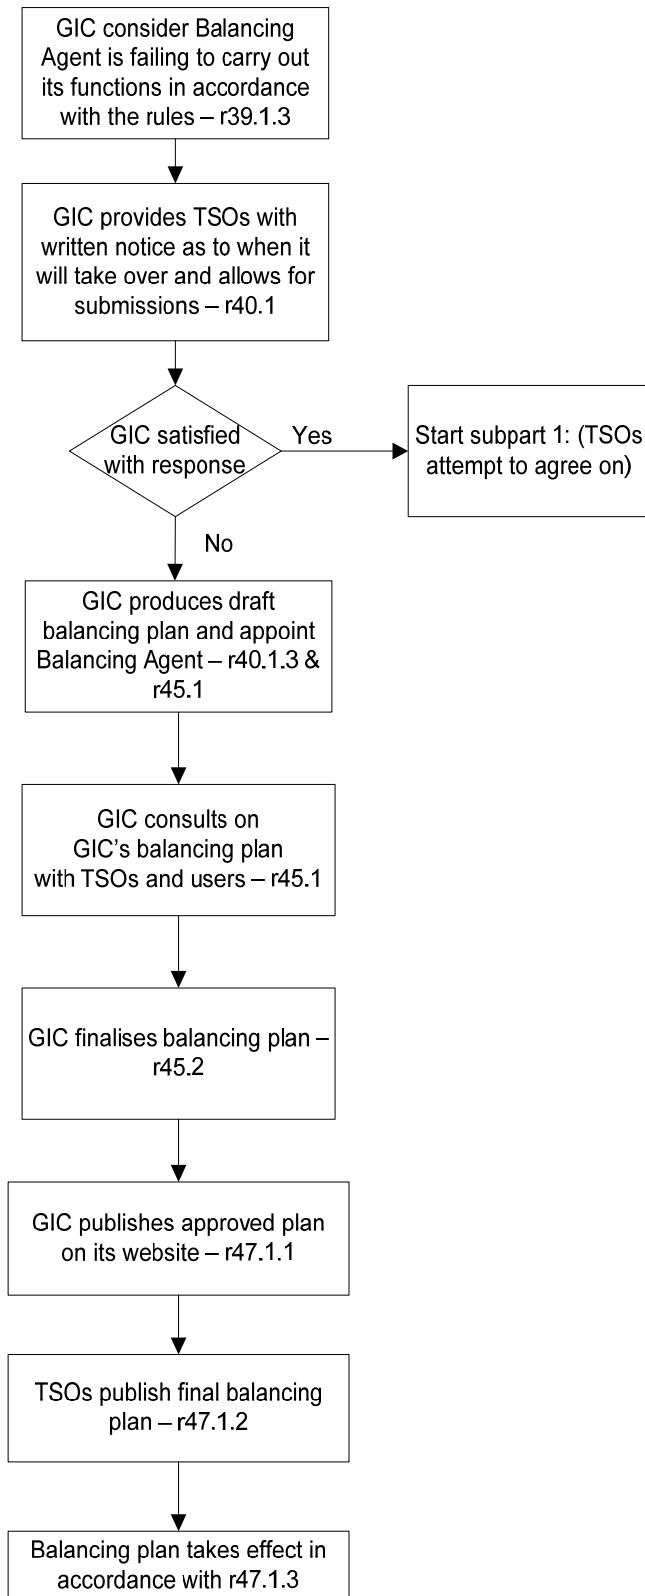 GIC consider Balancing
Agent is failing to carry out
its functions in accordance
with the rules – r39.1.3
GIC provides TSOs with
written notice as to when it
will take over and allows for
submissions – r40.1
GIC satisfied
with response
Yes
Start subpart 1: (TSOs
attempt to agree on)
No
GIC produces draft
balancing plan and appoint
Balancing Agent – r40.1.3 &
r45.1
GIC consults on
GIC's balancing plan
with TSOs and users – r45.1
GIC finalises balancing plan –
r45.2
GIC publishes approved plan
on its website – r47.1.1
TSOs publish final balancing
plan – r47.1.2
Balancing plan takes effect in
accordance with r47.1.3